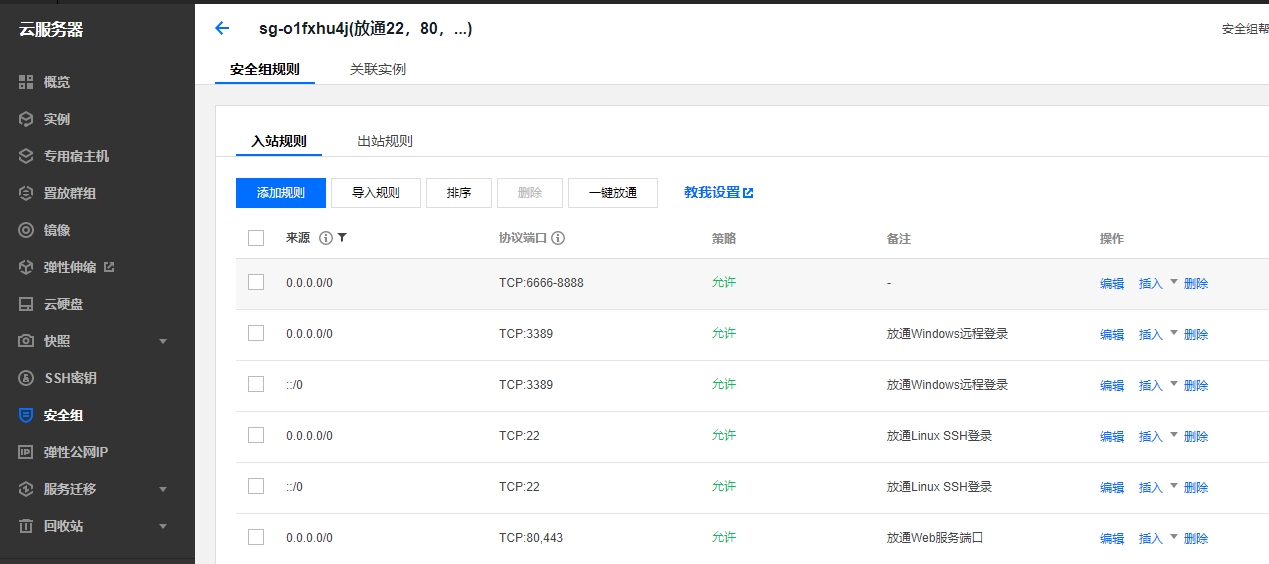 云服务器
sg-o1fxhu4j(放通22，80，...)
安全组帮
概览
安全组规则 关联实例
实例
专用宿主机
入站规则 出站规则
置放群组
添加规则 导入规则 排序 删除 一键放通 教我设置
镜像
来源 协议端口 策略 备注 操作
弹性伸缩
0.0.0.0/0 TCP:6666-8888 允许 - 编辑 插入 删除
云硬盘
0.0.0.0/0 TCP:3389 允许 放通Windows远程登录 编辑 插入 删除
快照
SSH密钥
::/0 TCP:3389 允许 放通Windows远程登录 编辑 插入 删除
安全组
0.0.0.0/0 TCP:22 允许 放通Linux SSH登录 编辑 插入 删除
弹性公网IP
服务迁移
::/0 TCP:22 允许 放通Linux SSH登录 编辑 插入 删除
回收站
0.0.0.0/0 TCP:80,443 允许 放通Web服务端口 编辑 插入 删除